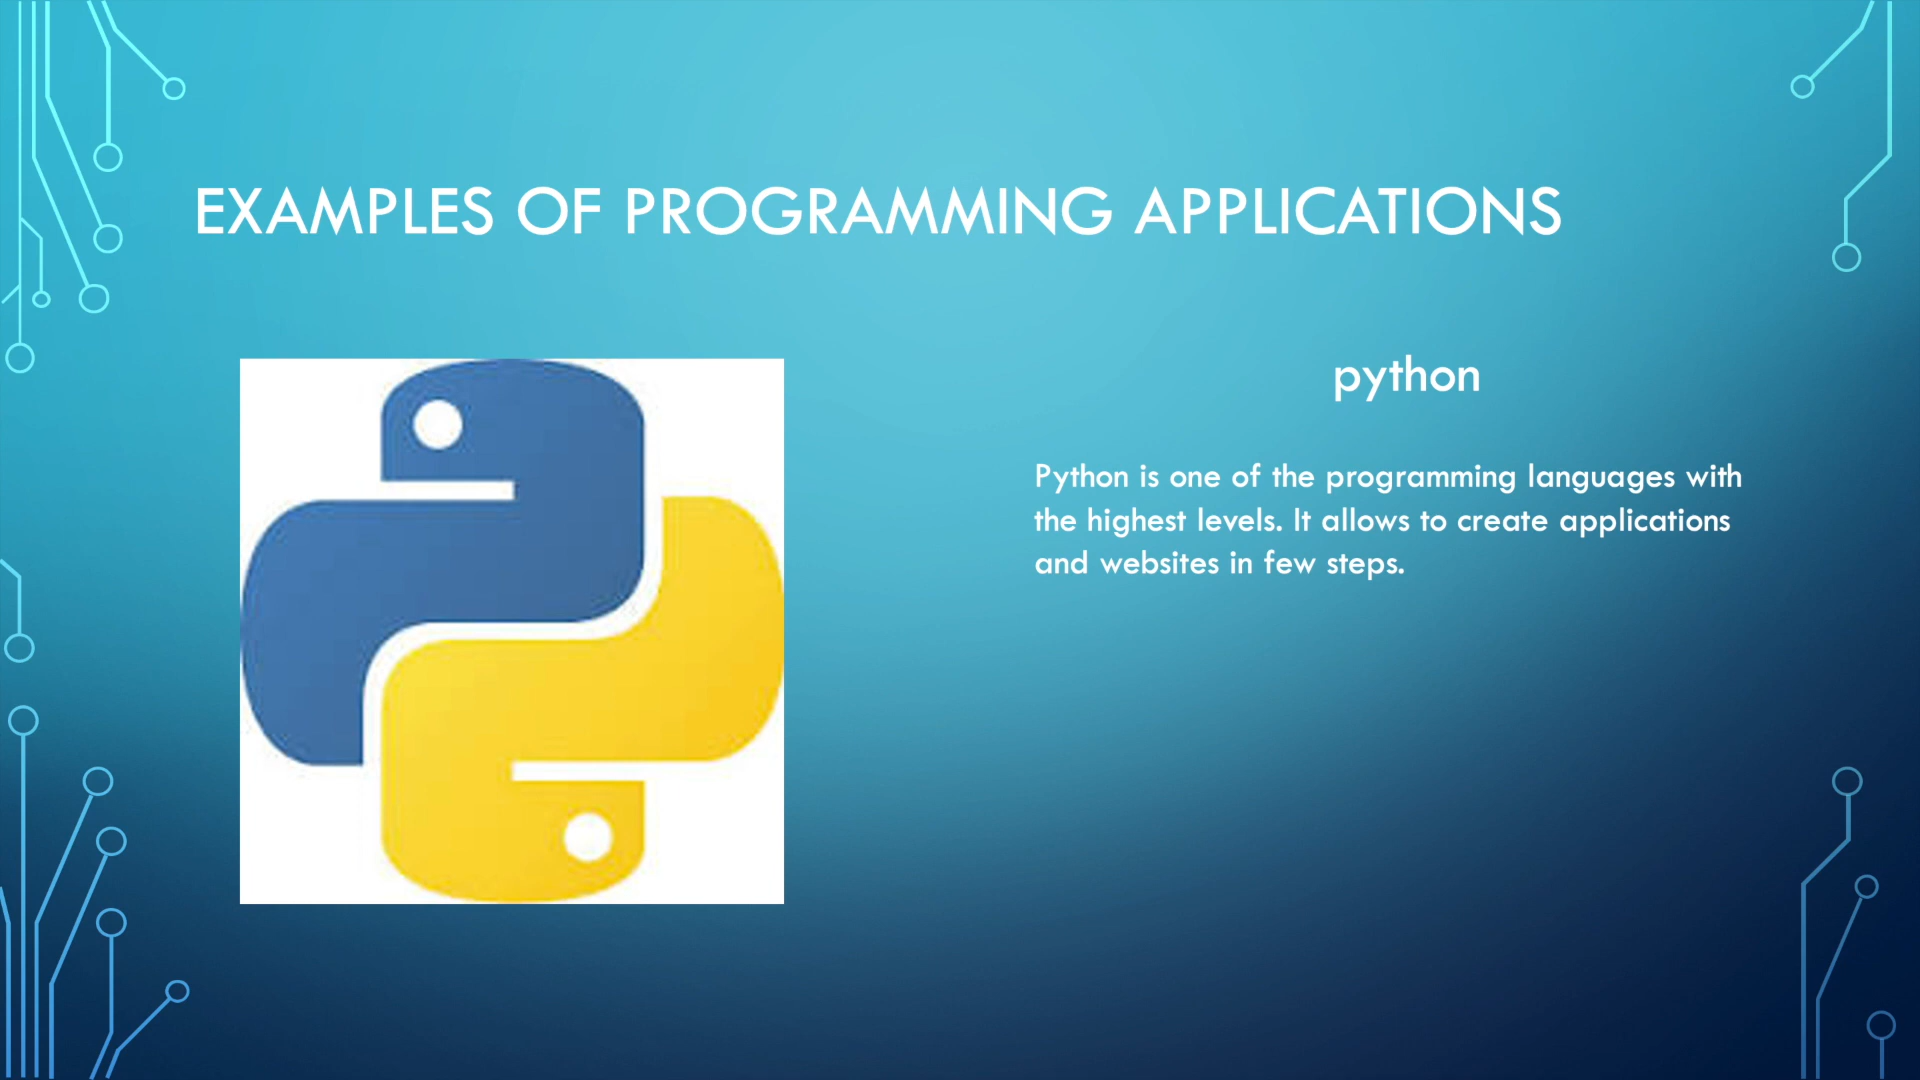 EXAMPLES OF PROGRAMMING APPLICATIONS
python
Python is one of the programming languages with
the highest levels. It allows to create applications
and websites in few steps.